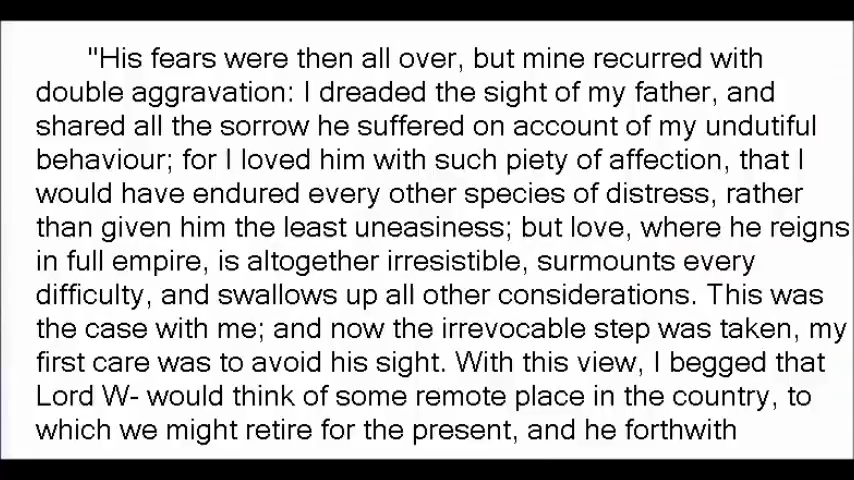 "His fears were then all over, but mine recurred with
double aggravation: I dreaded the sight of my father, and
shared all the sorrow he suffered on account of my undutiful
behaviour; for I loved him with such piety of affection, that I
would have endured every other species of distress, rather
than given him the least uneasiness; but love, where he reigns
in full empire, is altogether irresistible, surmounts every
difficulty, and swallows up all other considerations. This was
the case with me; and now the irrevocable step was taken, my
first care was to avoid his sight. With this view, I begged that
Lord W- would think of some remote place in the country, to
which we might retire for the present, and he forthwith